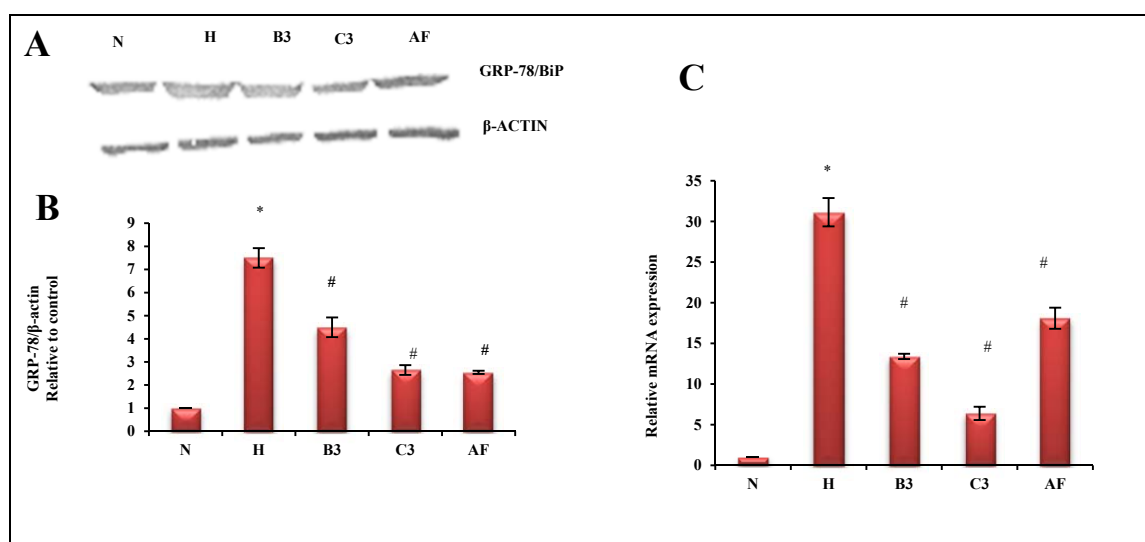 A
N H B3 C3 AF
GRP-78/BiP
β-ACTIN
B
GRP-78/β-actin
Relative to control
9
8
7
6
5
4
3
2
1
0
*
#
#
#
N H B3 C3 AF
C
Relative mRNA expression
35
30
25
20
15
10
5
0
*
#
#
#
N H B3 C3 AF